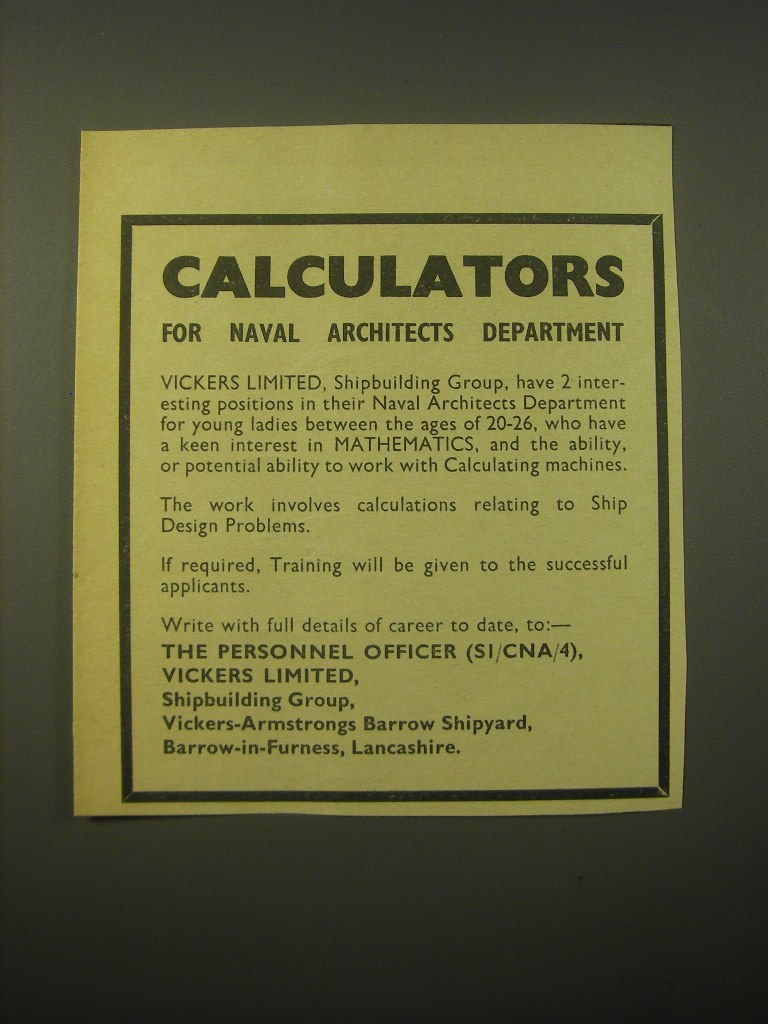 CALCULATORS
FOR NAVAL ARCHITECTS DEPARTMENT
VICKERS LIMITED, Shipbuilding Group, have 2 inter-
esting positions in their Naval Architects Department
for young ladies between the ages of 20-26, who have
a keen interest in MATHEMATICS, and the ability,
or potential ability to work with Calculating machines.
The work involves calculations relating to Ship
Design Problems.
If required, Training will be given to the successful
applicants.
Write with full details of career to date, to:—
THE PERSONNEL OFFICER (SI/CNA/4),
VICKERS LIMITED,
Shipbuilding Group,
Vickers-Armstrongs Barrow Shipyard,
Barrow-in-Furness, Lancashire.